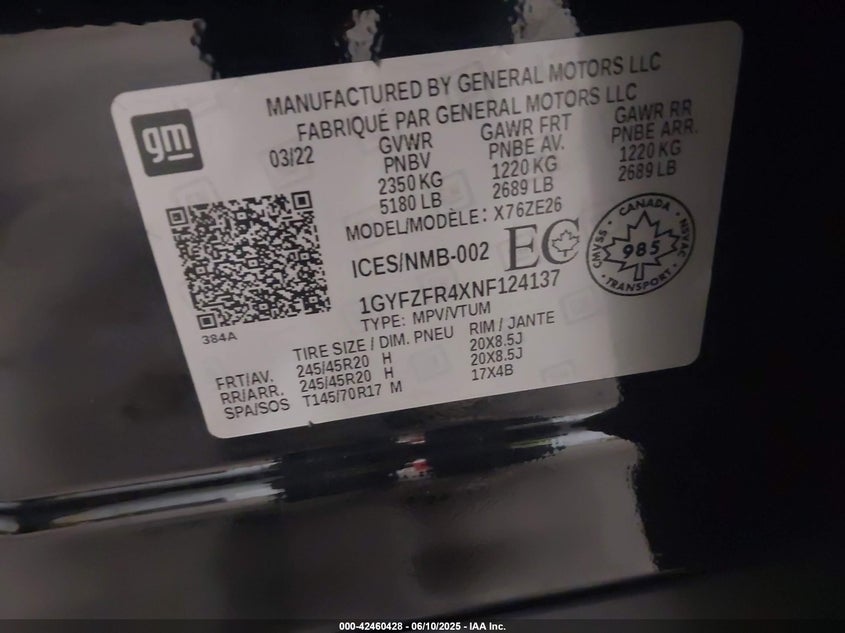 gm
MANUFACTURED BY GENERAL MOTORS LLC
FABRIQUÉ PAR GENERAL MOTORS LLC
03/22
GVWR GAWR FRT GAWR RR
PNBV PNBE AV. PNBE ARR.
2350 KG 1220 KG 1220 KG
5180 LB 2689 LB 2689 LB
MODEL/MODÈLE: X76ZE26
ICES/NMB-002 EC
CANADA
CMVSS 985 NSVAC
TRANSPORT
1GYFZFR4XNF124137
TYPE: MPV/VTUM
384A
TIRE SIZE / DIM. PNEU RIM / JANTE
FRT/AV. 245/45R20 H 20X8.5J
RR/ARR. 245/45R20 H 20X8.5J
SPA/SOS T145/70R17 M 17X4B
000-42460428 - 06/10/2025 - IAA Inc.